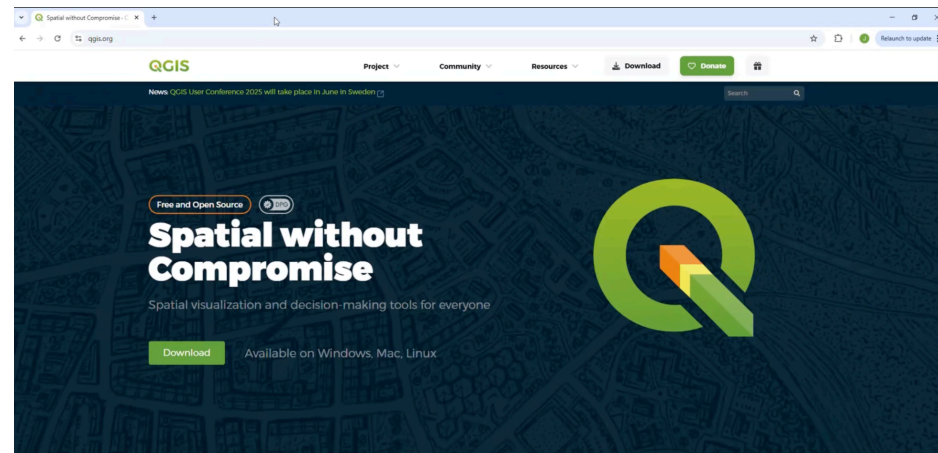 Spatial without Compromise - Q
qgis.org
Relaunch to update
QGIS
Project
Community
Resources
Download
Donate
News: QGIS User Conference 2025 will take place in June in Sweden
Search
Free and Open Source
DPG
Spatial without
Compromise
Spatial visualization and decision-making tools for everyone
Download
Available on Windows, Mac, Linux